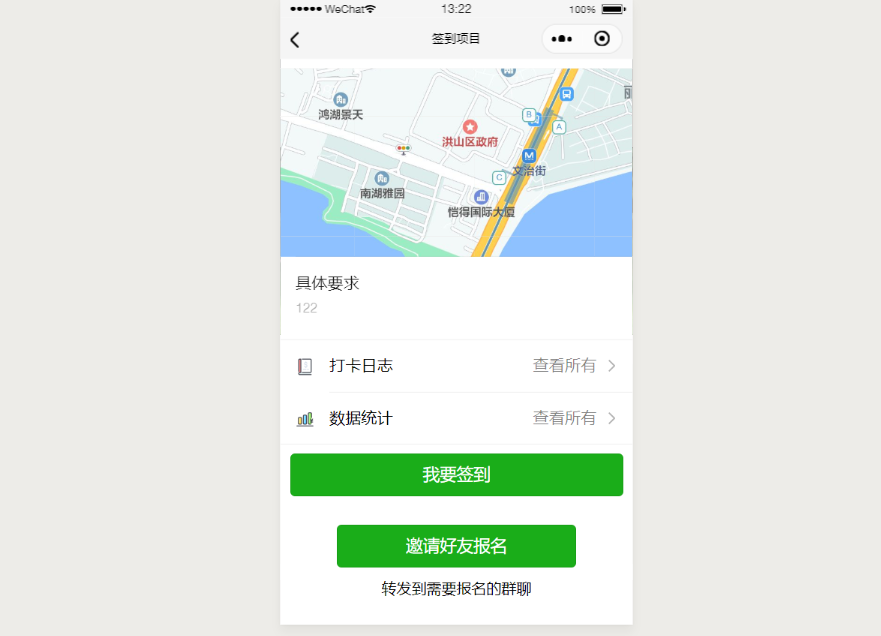 WeChat 13:22 100%
签到项目
鸿湖景天
洪山区政府
B
A
M
文治街
C
南湖雅园
恺得国际大厦
具体要求
122
打卡日志 查看所有
数据统计 查看所有
我要签到
邀请好友报名
转发到需要报名的群聊